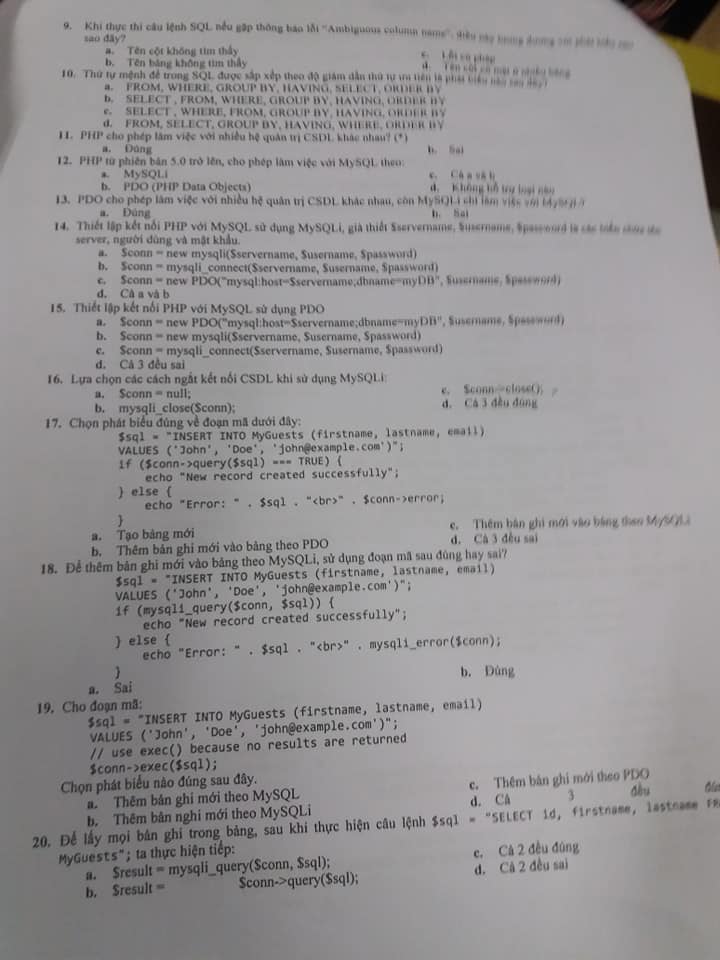 9. Khi thực thi câu lệnh SQL nếu gặp thông báo lỗi "Ambiguous column name", điều này tương đương với phát biểu nào
sao đây?
a. Tên cột không tìm thấy
c. Lỗi cú pháp
b. Tên bảng không tìm thấy
d. Tên cột có mặt ở nhiều bảng
10. Thứ tự mệnh đề trong SQL được sắp xếp theo độ giảm dần thứ tự ưu tiên là phát biểu nào sau đây?
a. FROM, WHERE, GROUP BY, HAVING, SELECT, ORDER BY
b. SELECT , FROM, WHERE, GROUP BY, HAVING, ORDER BY
c. SELECT , WHERE, FROM, GROUP BY, HAVING, ORDER BY
d. FROM, SELECT, GROUP BY, HAVING, WHERE, ORDER BY
11. PHP cho phép làm việc với nhiều hệ quản trị CSDL khác nhau? (*)
a. Đúng
b. Sai
12. PHP từ phiên bản 5.0 trở lên, cho phép làm việc với MySQL theo:
a. MySQLi
c. Cả a và b
b. PDO (PHP Data Objects)
d. Không hỗ trợ loại nào
13. PDO cho phép làm việc với nhiều hệ quản trị CSDL khác nhau, còn MySQLi chỉ làm việc với MySQL?
a. Đúng
b. Sai
14. Thiết lập kết nối PHP với MySQL sử dụng MySQLi, giả thiết $servername, $username, $password là các biến chứa tên
server, người dùng và mật khẩu.
a. $conn = new mysqli($servername, $username, $password)
b. $conn = mysqli_connect($servername, $username, $password)
c. $conn = new PDO("mysql:host=$servername;dbname=myDB", $username, $password)
d. Cả a và b
15. Thiết lập kết nối PHP với MySQL sử dụng PDO
a. $conn = new PDO("mysql:host=$servername;dbname=myDB", $username, $password)
b. $conn = new mysqli($servername, $username, $password)
c. $conn = mysqli_connect($servername, $username, $password)
d. Cả 3 đều sai
16. Lựa chọn các cách ngắt kết nối CSDL khi sử dụng MySQLi:
a. $conn = null;
c. $conn->close();
b. mysqli_close($conn);
d. Cả 3 đều đúng
17. Chọn phát biểu đúng về đoạn mã dưới đây:
$sql = "INSERT INTO MyGuests (firstname, lastname, email)
VALUES ('John', 'Doe', 'john@example.com')";
if ($conn->query($sql) === TRUE) {
echo "New record created successfully";
} else {
echo "Error: " . $sql . "<br>" . $conn->error;
}
a. Tạo bảng mới
c. Thêm bản ghi mới vào bảng theo MySQLi
b. Thêm bản ghi mới vào bảng theo PDO
d. Cả 3 đều sai
18. Để thêm bản ghi mới vào bảng theo MySQLi, sử dụng đoạn mã sau đúng hay sai?
$sql = "INSERT INTO MyGuests (firstname, lastname, email)
VALUES ('John', 'Doe', 'john@example.com')";
if (mysqli_query($conn, $sql)) {
echo "New record created successfully";
} else {
echo "Error: " . $sql . "<br>" . mysqli_error($conn);
}
a. Sai
b. Đúng
19. Cho đoạn mã:
$sql = "INSERT INTO MyGuests (firstname, lastname, email)
VALUES ('John', 'Doe', 'john@example.com')";
// use exec() because no results are returned
$conn->exec($sql);
Chọn phát biểu nào đúng sau đây.
a. Thêm bản ghi mới theo MySQL
c. Thêm bản ghi mới theo PDO
b. Thêm bản nghi mới theo MySQLi
d. Cả 3 đều
20. Để lấy mọi bản ghi trong bảng, sau khi thực hiện câu lệnh $sql = "SELECT id, firstname, lastname
MyGuests"; ta thực hiện tiếp:
a. $result = mysqli_query($conn, $sql);
c. Cả 2 đều đúng
b. $result = $conn->query($sql);
d. Cả 2 đều sai